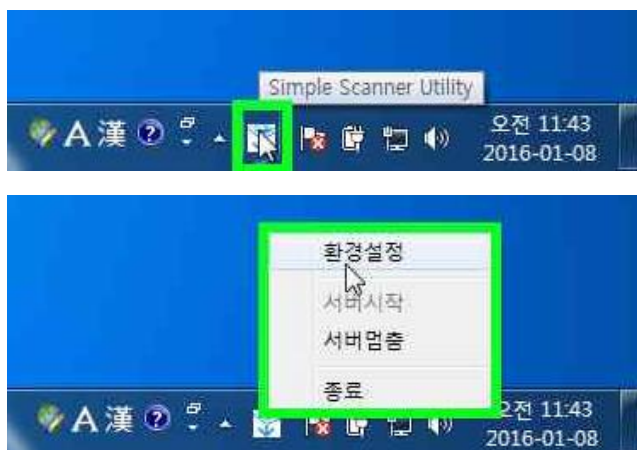 Simple Scanner Utility
A 漢
오전 11:43
2016-01-08
환경설정
서버시작
서버멈춤
종료
A 漢
오전 11:43
2016-01-08